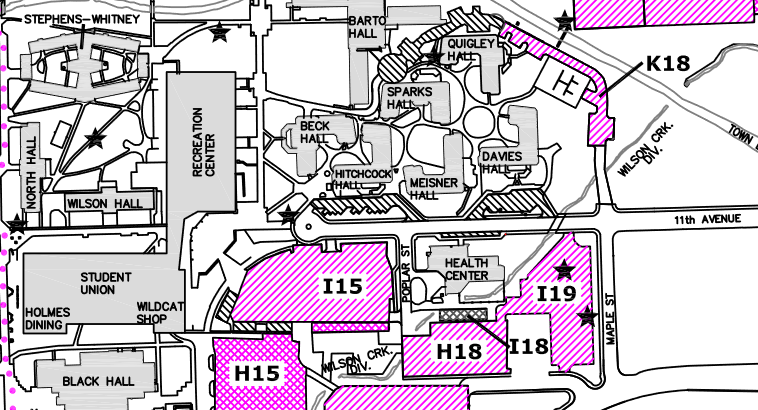 STEPHENS-WHITNEY
BARTO
HALL
QUIGLEY
HALL
K18
SPARKS
HALL
RECREATION
CENTER
BECK
HALL
HITCHCOCK
HALL
MEISNER
HALL
DAVIES
HALL
WILSON CRK.
DIV.
TOWN
NORTH HALL
WILSON HALL
11th AVENUE
STUDENT
UNION
HOLMES
DINING
WILDCAT
SHOP
I15
POPLAR ST
HEALTH
CENTER
I19
MAPLE ST
I18
H18
WILSON CRK.
DIV.
H15
BLACK HALL